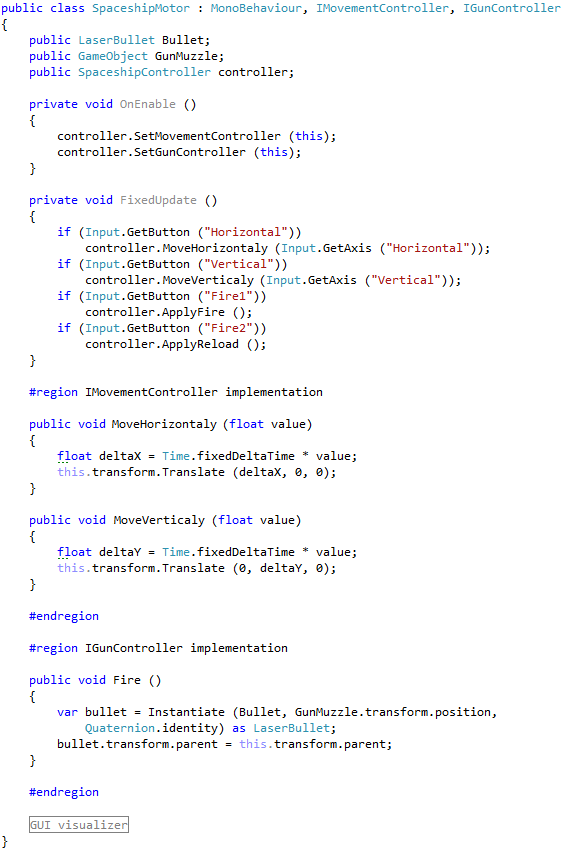 public class SpaceshipMotor : MonoBehaviour, IMovementController, IGunController
{
    public LaserBullet Bullet;
    public GameObject GunMuzzle;
    public SpaceshipController controller;

    private void OnEnable ()
    {
        controller.SetMovementController (this);
        controller.SetGunController (this);
    }

    private void FixedUpdate ()
    {
        if (Input.GetButton ("Horizontal"))
            controller.MoveHorizontaly (Input.GetAxis ("Horizontal"));
        if (Input.GetButton ("Vertical"))
            controller.MoveVerticaly (Input.GetAxis ("Vertical"));
        if (Input.GetButton ("Fire1"))
            controller.ApplyFire ();
        if (Input.GetButton ("Fire2"))
            controller.ApplyReload ();
    }

    #region IMovementController implementation

    public void MoveHorizontaly (float value)
    {
        float deltaX = Time.fixedDeltaTime * value;
        this.transform.Translate (deltaX, 0, 0);
    }

    public void MoveVerticaly (float value)
    {
        float deltaY = Time.fixedDeltaTime * value;
        this.transform.Translate (0, deltaY, 0);
    }

    #endregion

    #region IGunController implementation

    public void Fire ()
    {
        var bullet = Instantiate (Bullet, GunMuzzle.transform.position,
            Quaternion.identity) as LaserBullet;
        bullet.transform.parent = this.transform.parent;
    }

    #endregion

    GUI visualizer
}